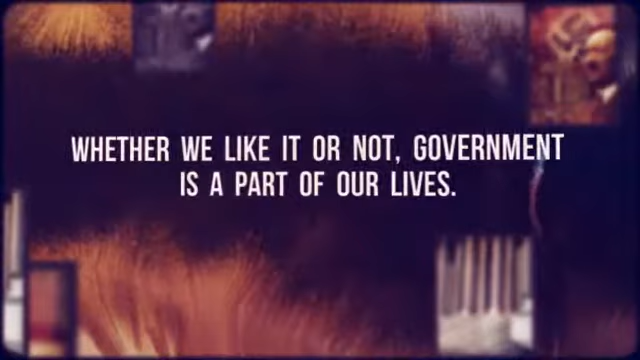 WHETHER WE LIKE IT OR NOT, GOVERNMENT
IS A PART OF OUR LIVES.